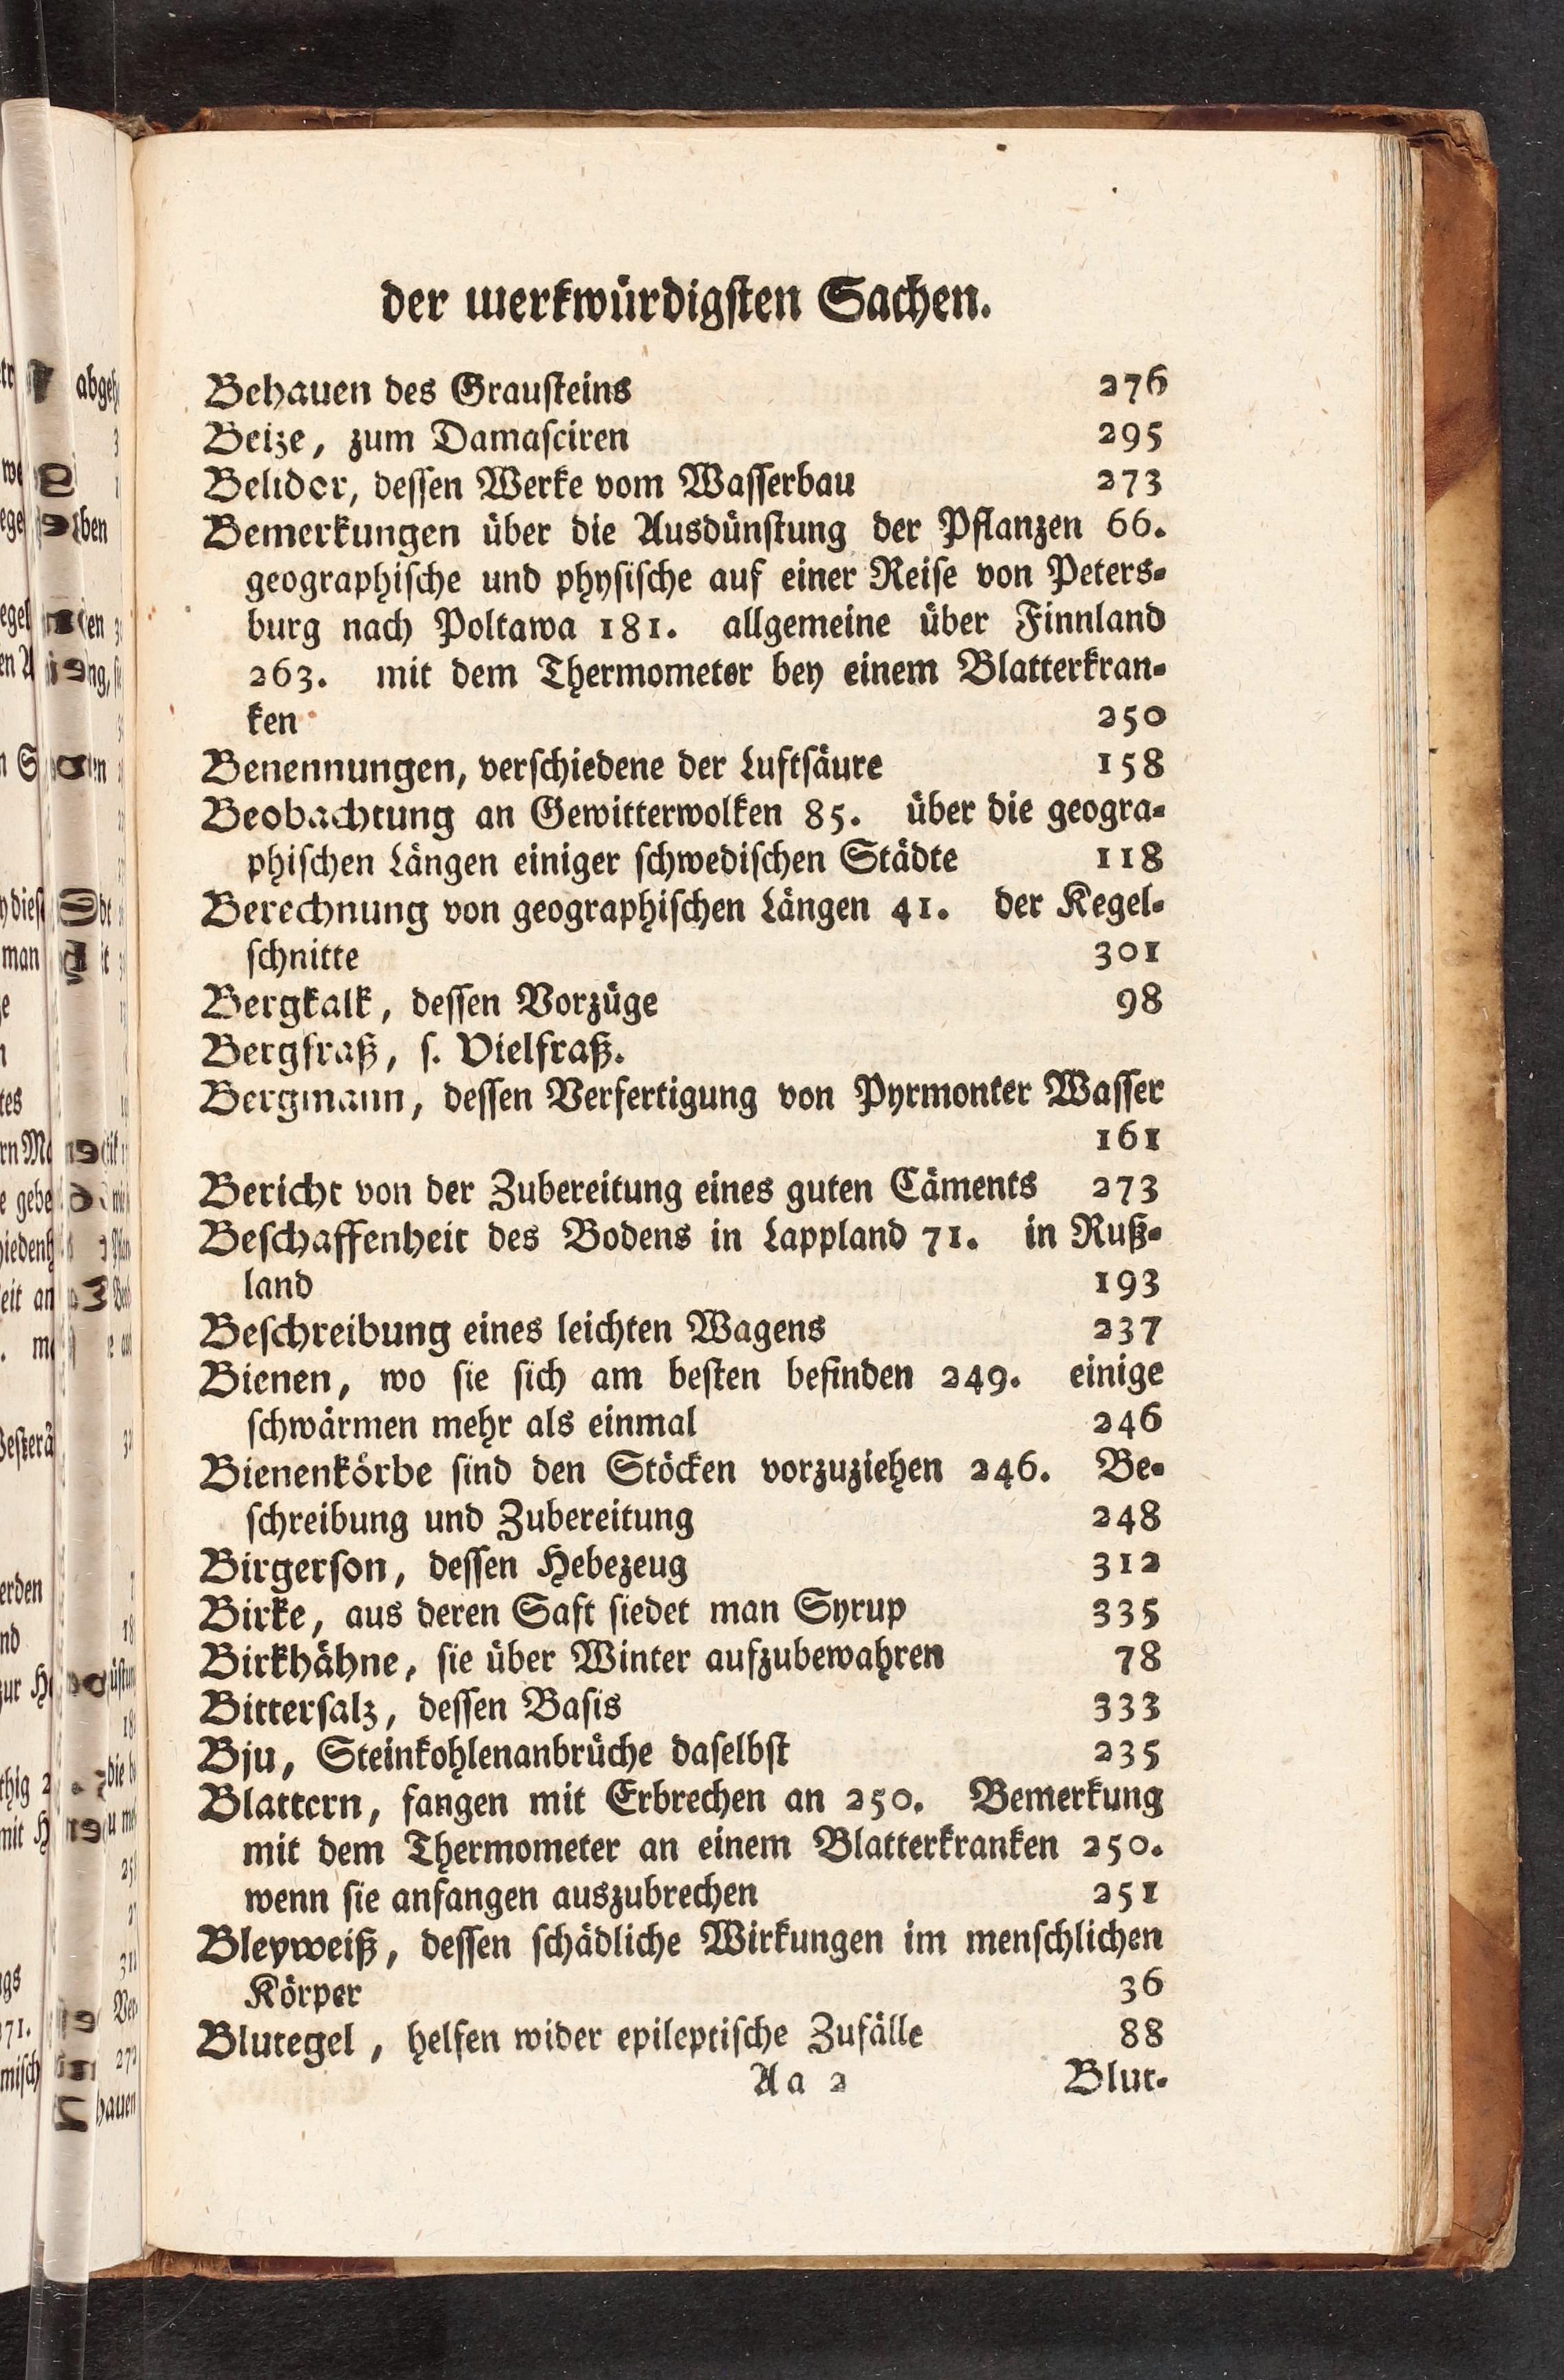 der merkwürdigsten Sachen.
Behauen des Grausteins 276
Beize, zum Damasciren 295
Belidor, dessen Werke vom Wasserbau 273
Bemerkungen über die Ausdünstung der Pflanzen 66.
geographische und physische auf einer Reise von Peters-
burg nach Poltawa 181. allgemeine über Finnland
263. mit dem Thermometer bey einem Blatterkran-
ken 250
Benennungen, verschiedene der Luftsäure 158
Beobachtung an Gewitterwolken 85. über die geogra-
phischen Längen einiger schwedischen Städte 118
Berechnung von geographischen Längen 41. der Kegel-
schnitte 301
Bergkalk, dessen Vorzüge 98
Bergfraß, s. Vielfraß.
Bergmann, dessen Verfertigung von Pyrmonter Wasser
161
Bericht von der Zubereitung eines guten Cäments 273
Beschaffenheit des Bodens in Lappland 71. in Ruß-
land 193
Beschreibung eines leichten Wagens 237
Bienen, wo sie sich am besten befinden 249. einige
schwärmen mehr als einmal 246
Bienenkörbe sind den Stöcken vorzuziehen 246. Be-
schreibung und Zubereitung 248
Birgerson, dessen Hebezeug 312
Birke, aus deren Saft siedet man Syrup 335
Birkhähne, sie über Winter aufzubewahren 78
Bittersalz, dessen Basis 333
Bju, Steinkohlenanbrüche daselbst 235
Blattern, fangen mit Erbrechen an 250. Bemerkung
mit dem Thermometer an einem Blatterkranken 250.
wenn sie anfangen auszubrechen 251
Bleyweiß, dessen schädliche Wirkungen im menschlichen
Körper 36
Blutegel, helfen wider epileptische Zufälle 88
Aa 2 Blut-